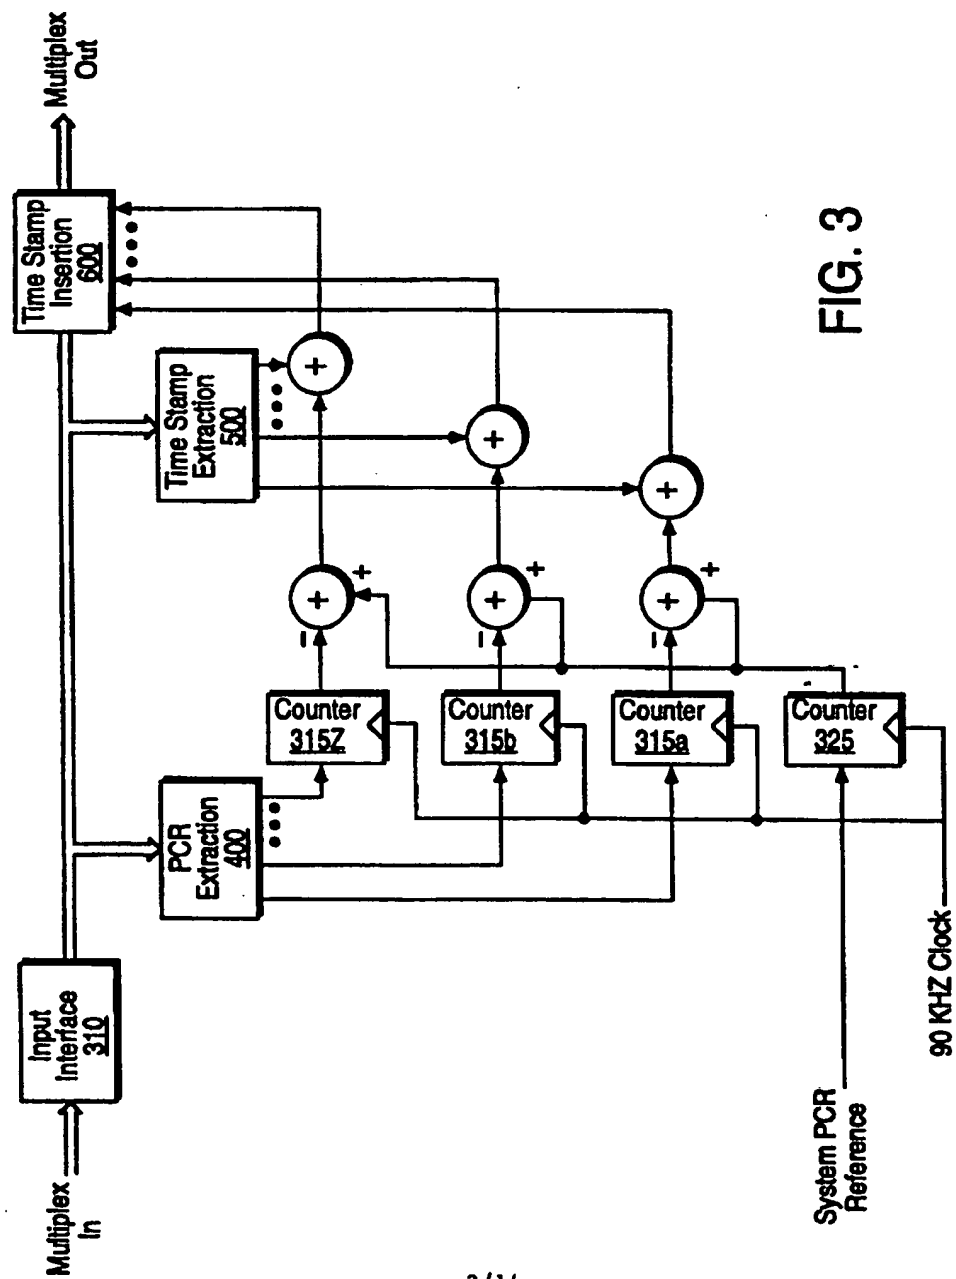 Multiplex
In
Input
Interface
310
PCR
Extraction
400
Time Stamp
Extraction
500
Time Stamp
Insertion
600
Multiplex
Out
Counter
315Z
−
+
+
+
Counter
315b
−
+
+
+
Counter
315a
−
+
+
+
Counter
325
System PCR
Reference
90 KHZ Clock
FIG. 3